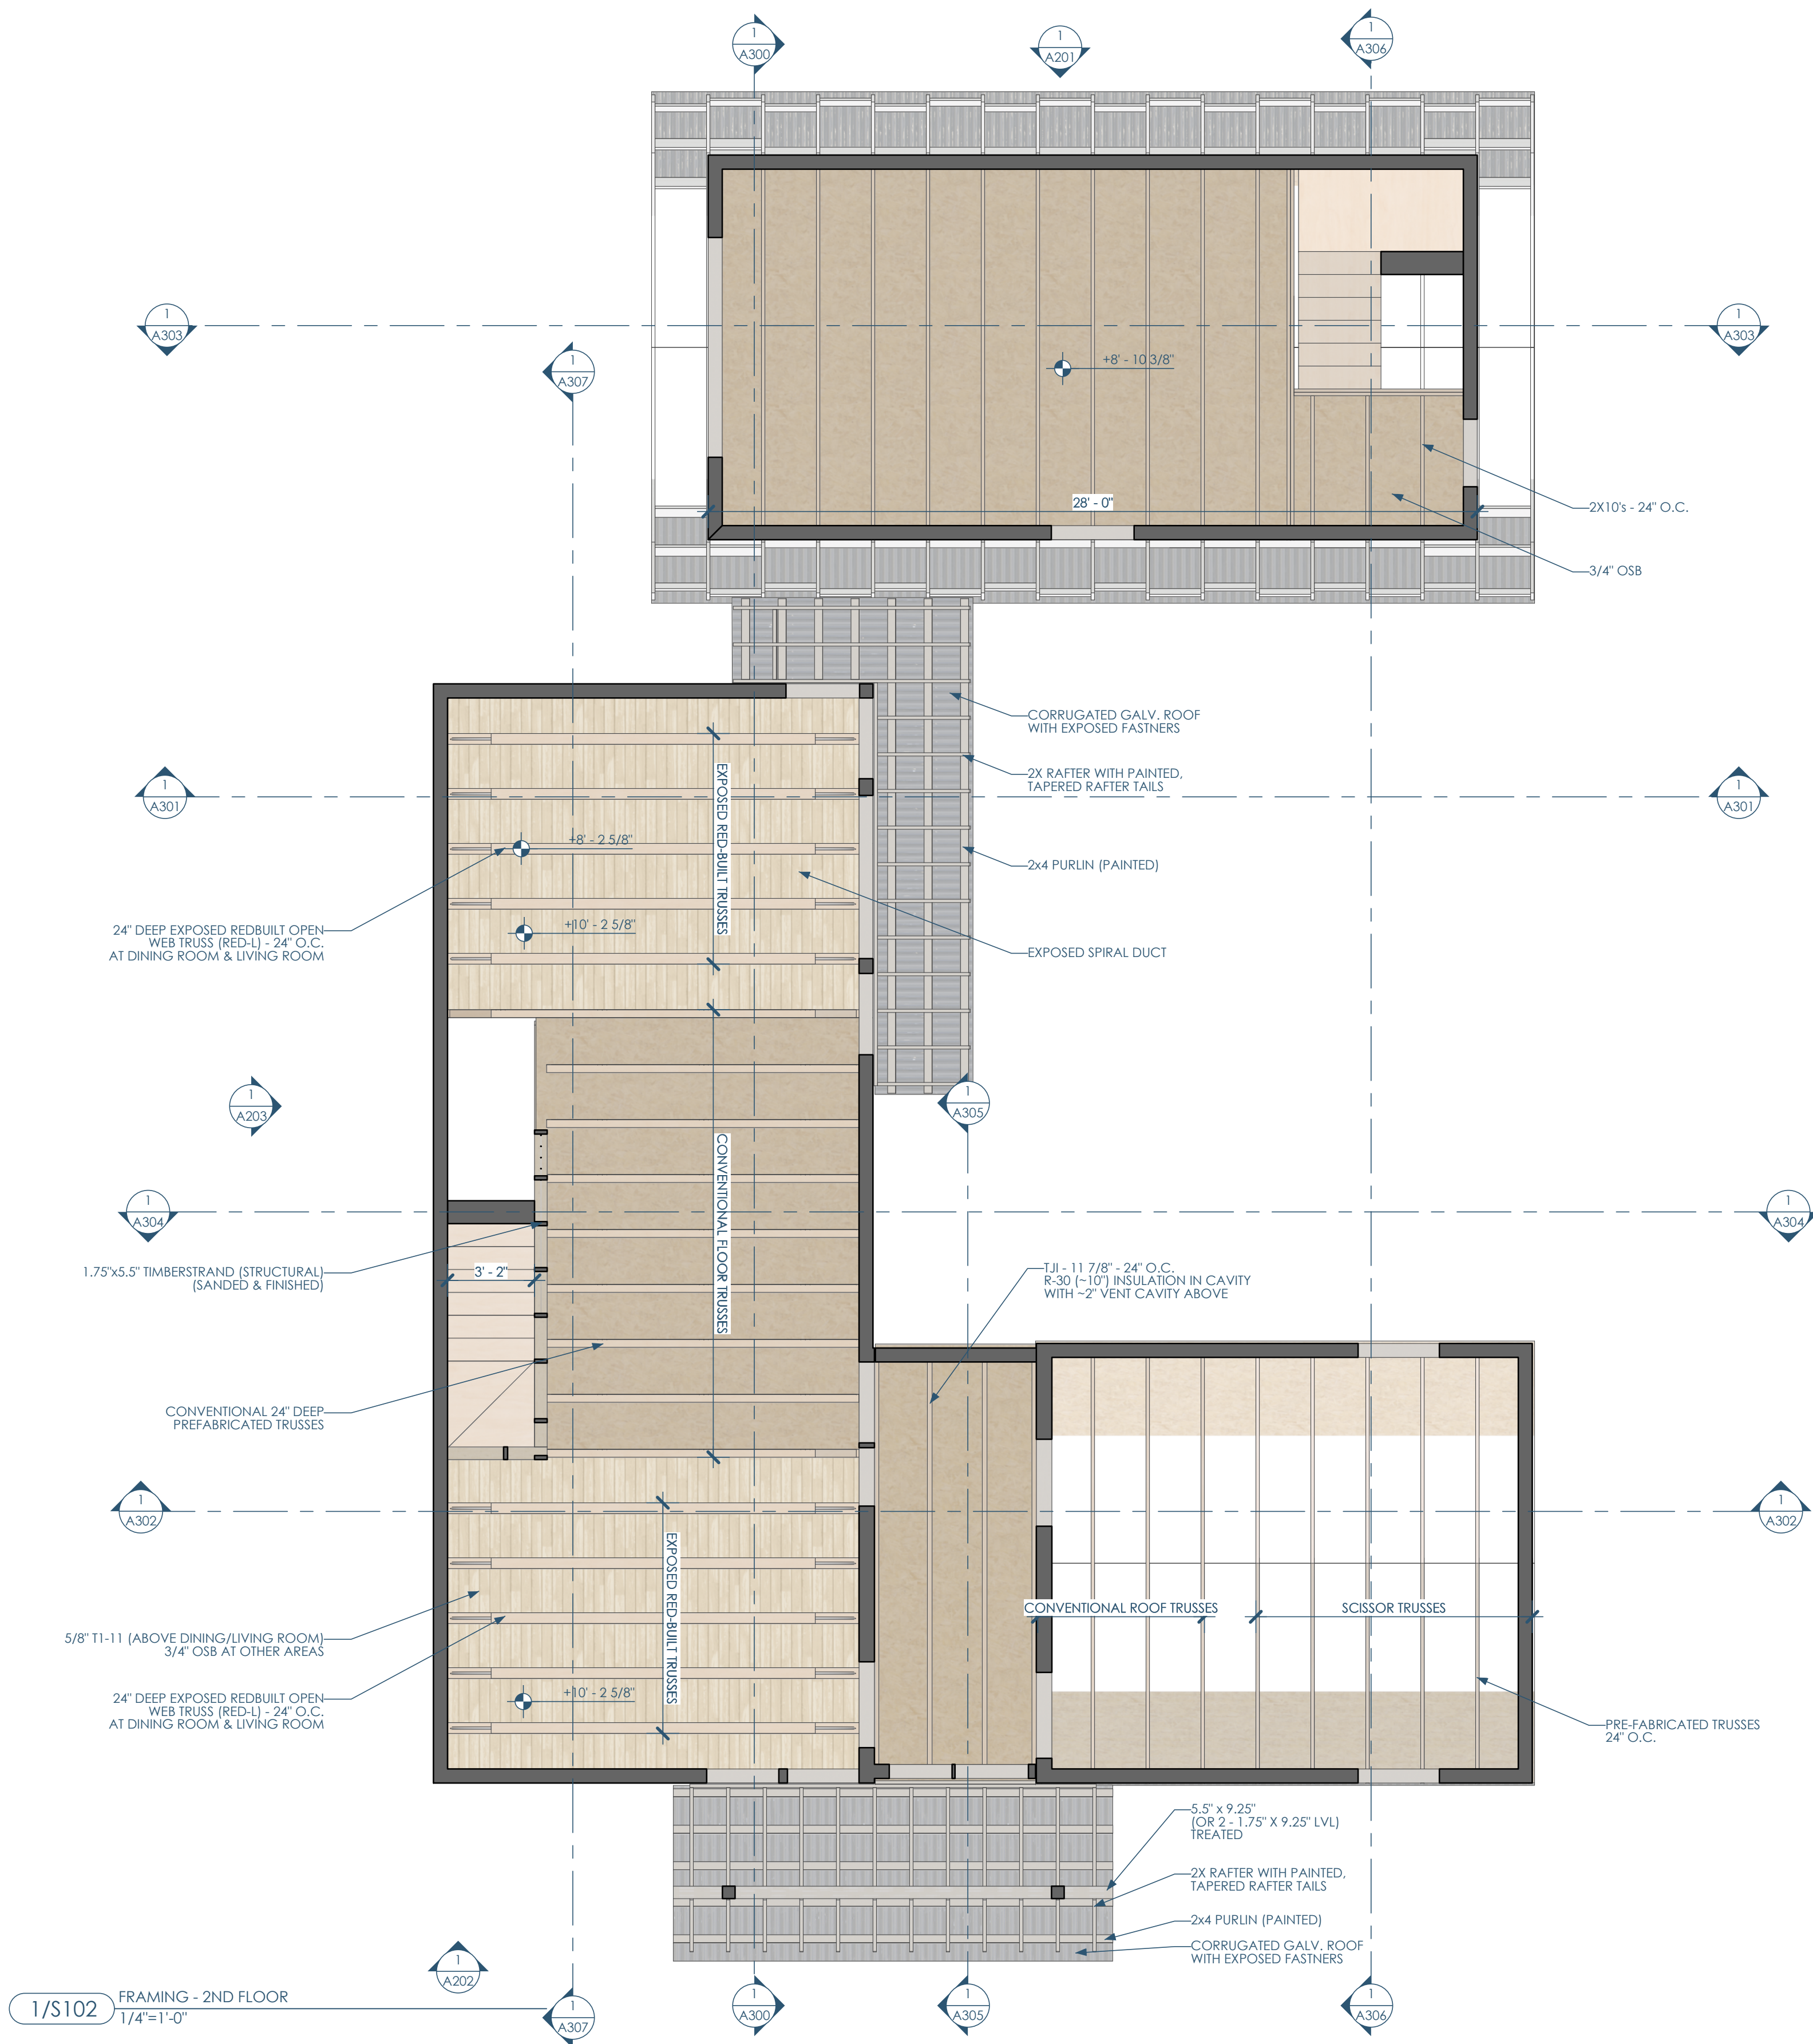 1
A300
1
A201
1
A306
1
A303
1
A303
1
A307
+8' - 10 3/8"
28' - 0"
2X10's - 24" O.C.
3/4" OSB
CORRUGATED GALV. ROOF
WITH EXPOSED FASTNERS
2X RAFTER WITH PAINTED,
TAPERED RAFTER TAILS
1
A301
1
A301
EXPOSED RED-BUILT TRUSSES
+8' - 2 5/8"
2x4 PURLIN (PAINTED)
24" DEEP EXPOSED REDBUILT OPEN
WEB TRUSS (RED-L) - 24" O.C.
AT DINING ROOM & LIVING ROOM
+10' - 2 5/8"
EXPOSED SPIRAL DUCT
1
A203
1
A305
CONVENTIONAL FLOOR TRUSSES
1
A304
1
A304
1.75"x5.5" TIMBERSTRAND (STRUCTURAL)
(SANDED & FINISHED)
3' - 2"
TJI - 11 7/8" - 24" O.C.
R-30 (~10") INSULATION IN CAVITY
WITH ~2" VENT CAVITY ABOVE
CONVENTIONAL 24" DEEP
PREFABRICATED TRUSSES
1
A302
1
A302
EXPOSED RED-BUILT TRUSSES
CONVENTIONAL ROOF TRUSSES
SCISSOR TRUSSES
5/8" T1-11 (ABOVE DINING/LIVING ROOM)
3/4" OSB AT OTHER AREAS
24" DEEP EXPOSED REDBUILT OPEN
WEB TRUSS (RED-L) - 24" O.C.
AT DINING ROOM & LIVING ROOM
+10' - 2 5/8"
PRE-FABRICATED TRUSSES
24" O.C.
5.5" x 9.25"
(OR 2 - 1.75" X 9.25" LVL)
TREATED
2X RAFTER WITH PAINTED,
TAPERED RAFTER TAILS
2x4 PURLIN (PAINTED)
CORRUGATED GALV. ROOF
WITH EXPOSED FASTNERS
1
A202
1/S102
FRAMING - 2ND FLOOR
1/4"=1'-0"
1
A307
1
A300
1
A305
1
A306